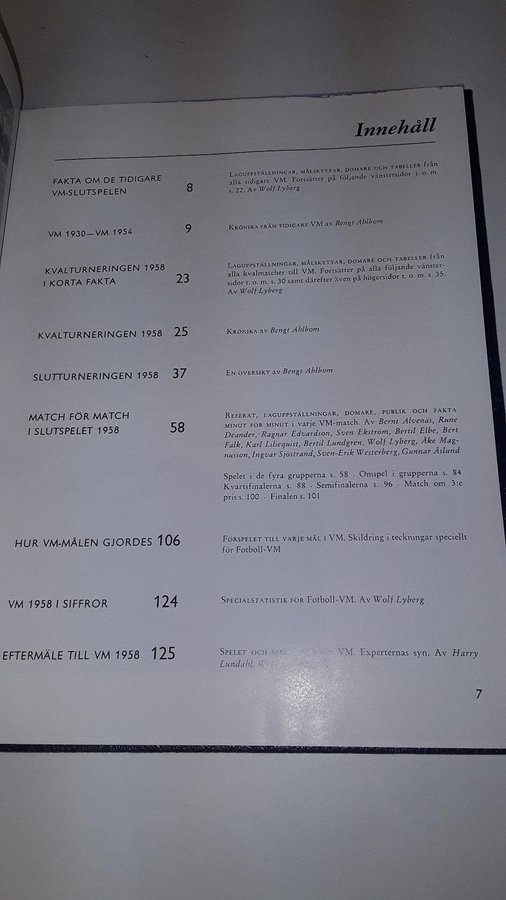 Innehåll
FAKTA OM DE TIDIGARE
VM-SLUTSPELEN 8
LAGUPPSTÄLLNINGAR, MÅLSKYTTAR, DOMARE OCH TABELLER från
alla tidigare VM. Fortsätter på följande vänstersidor t. o. m.
s. 22. Av Wolf Lyberg
VM 1930—VM 1954 9
KRONIKA FRÅN TIDIGARE VM av Bengt Ahlbom
KVALTURNERINGEN 1958
I KORTA FAKTA 23
LAGUPPSTÄLLNINGAR, MÅLSKYTTAR, DOMARE OCH TABELLER från
alla kvalmatcher till VM. Fortsätter på alla följande vänster-
sidor t. o. m. s. 30 samt därefter även på högersidor t. o. m. s. 35.
Av Wolf Lyberg
KVALTURNERINGEN 1958 25
KRONIKA av Bengt Ahlbom
SLUTTURNERINGEN 1958 37
EN ÖVERSIKT av Bengt Ahlbom
MATCH FÖR MATCH
I SLUTSPELET 1958 58
REFERAT, LAGUPPSTÄLLNINGAR, DOMARE, PUBLIK OCH FAKTA
MINUT FÖR MINUT i varje VM-match. Av Bernt Alvenäs, Rune
Deander, Ragnar Edvardson, Sven Ekström, Bertil Elbe, Bert
Falk, Karl Liliequist, Bertil Lundgren, Wolf Lyberg, Åke Mag-
nusson, Ingvar Sjöstrand, Sven-Erik Westerberg, Gunnar Åslund
Spelet i de fyra grupperna s. 58 . Omspel i grupperna s. 84
Kvartsfinalerna s. 88 . Semifinalerna s. 96 . Match om 3:e
pris s. 100 . Finalen s. 101
HUR VM-MÅLEN GJORDES 106
FÖRSPELET TILL VARJE MÅL I VM. Skildring i teckningar speciellt
för Fotboll-VM
VM 1958 I SIFFROR 124
SPECIALSTATISTIK FÖR Fotboll-VM. Av Wolf Lyberg
EFTERMÄLE TILL VM 1958 125
SPELET OCH VM. Experternas syn. Av Harry
Lundahl,
7